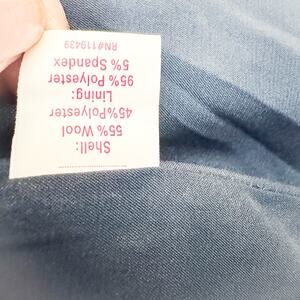 Shell:
55% Wool
45%Polyester
Lining:
95%Polyester
5% Spandex
RN#119439